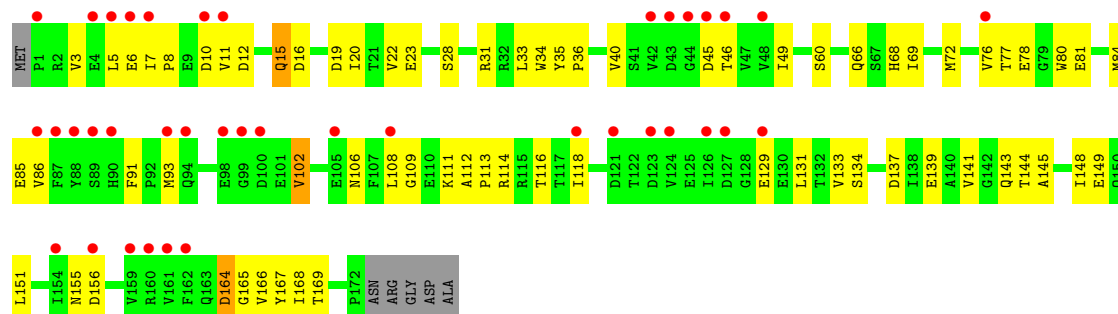 MET P1 R2 V3 E4 L5 E6 I7 P8 E9 D10 V11 D12 Q15 D16 D19 I20 T21 V22 E23 S28 R31 R32 L33 W34 Y35 P36 V40 S41 V42 D43 G44 D45 T46 V47 V48 I49 S60 Q66 S67 H68 I69 M72 V76 T77 E78 G79 W80 E81 M84
E85 V86 F87 Y88 S89 H90 F91 P92 M93 Q94 E98 G99 D100 E101 V102 E105 N106 F107 L108 G109 E110 K111 A112 P113 R114 R115 T116 T117 I118 D121 T122 D123 V124 E125 I126 D127 G128 E129 E130 L131 T132 V133 S134 D137 I138 E139 A140 V141 G142 Q143 T144 A145 I148 E149
L151 I154 N155 D156 V159 R160 V161 F162 Q163 D164 G165 V166 Y167 I168 T169 P172 ASN ARG GLY ASP ALA